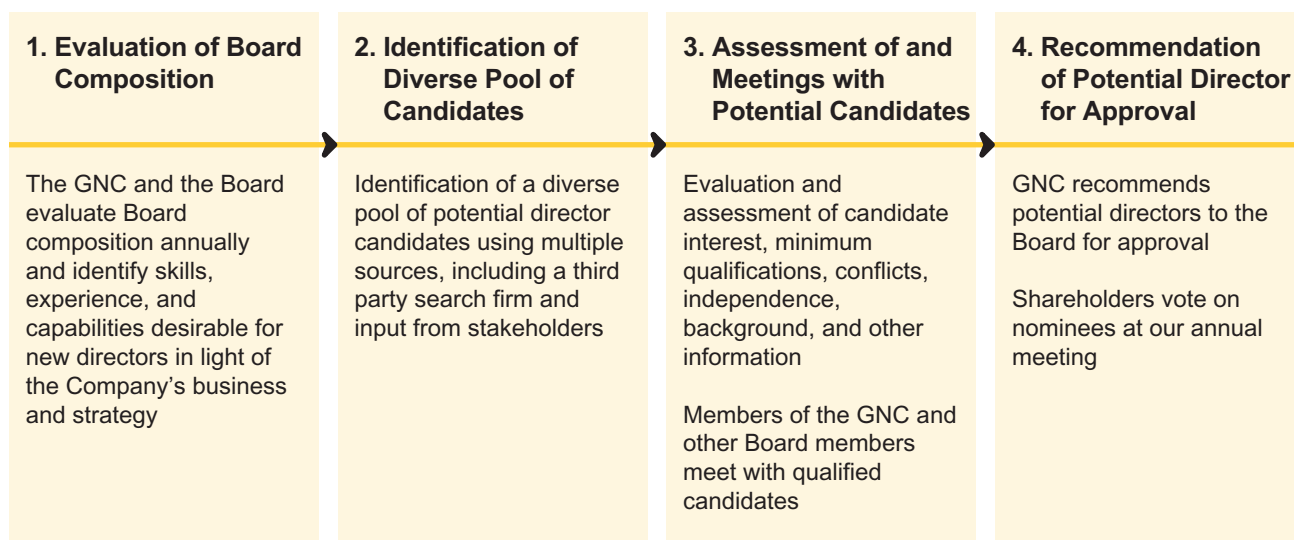 1. Evaluation of Board
Composition
The GNC and the Board
evaluate Board
composition annually
and identify skills,
experience, and
capabilities desirable for
new directors in light of
the Company’s business
and strategy
2. Identification of
Diverse Pool of
Candidates
Identification of a diverse
pool of potential director
candidates using multiple
sources, including a third
party search firm and
input from stakeholders
3. Assessment of and
Meetings with
Potential Candidates
Evaluation and
assessment of candidate
interest, minimum
qualifications, conflicts,
independence,
background, and other
information
Members of the GNC and
other Board members
meet with qualified
candidates
4. Recommendation
of Potential Director
for Approval
GNC recommends
potential directors to the
Board for approval
Shareholders vote on
nominees at our annual
meeting